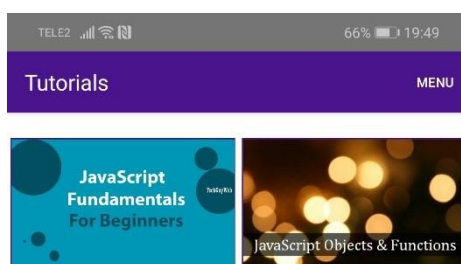 TELE2 66% 19:49
Tutorials MENU
JavaScript
Fundamentals
For Beginners
JavaScript Objects & Functions